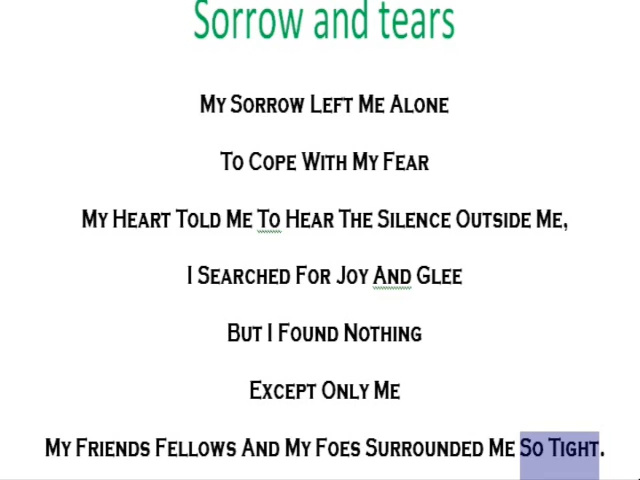 Sorrow and tears
My Sorrow Left Me Alone
To Cope With My Fear
My Heart Told Me To Hear The Silence Outside Me,
I Searched For Joy And Glee
But I Found Nothing
Except Only Me
My Friends Fellows And My Foes Surrounded Me So Tight.